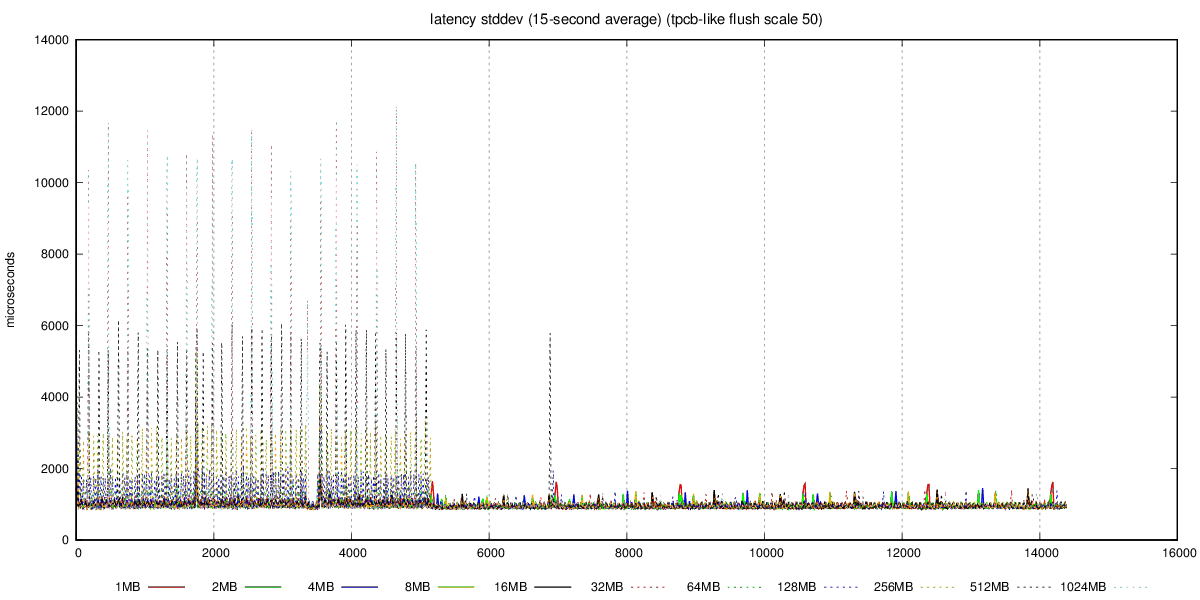 latency stddev (15-second average) (tpcb-like flush scale 50)
microseconds
14000
12000
10000
8000
6000
4000
2000
0
0 2000 4000 6000 8000 10000 12000 14000 16000
1MB 2MB 4MB 8MB 16MB 32MB 64MB 128MB 256MB 512MB 1024MB